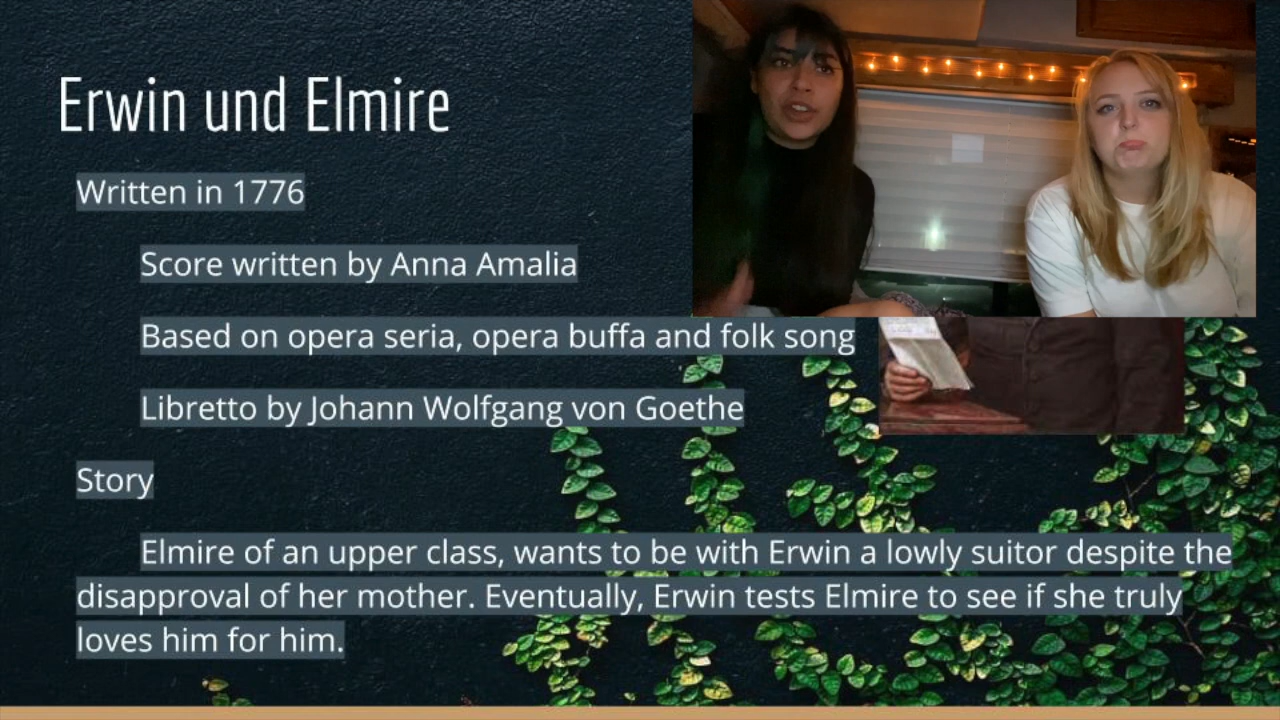 Erwin und Elmire
Written in 1776
Score written by Anna Amalia
Based on opera seria, opera buffa and folk song
Libretto by Johann Wolfgang von Goethe
Story
Elmire of an upper class, wants to be with Erwin a lowly suitor despite the
disapproval of her mother. Eventually, Erwin tests Elmire to see if she truly
loves him for him.